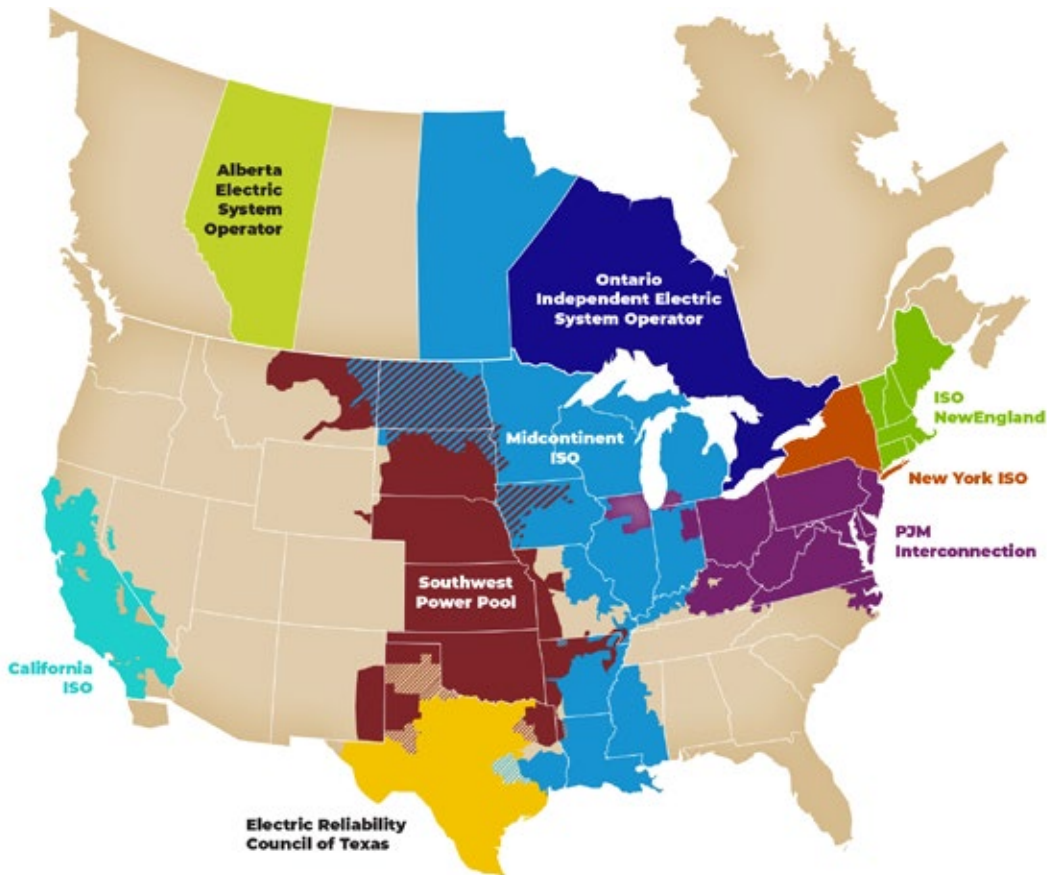 Alberta
Electric
System
Operator
Ontario
Independent Electric
System Operator
ISO
NewEngland
Midcontinent
ISO
New York ISO
PJM
Interconnection
Southwest
Power Pool
California
ISO
Electric Reliability
Council of Texas